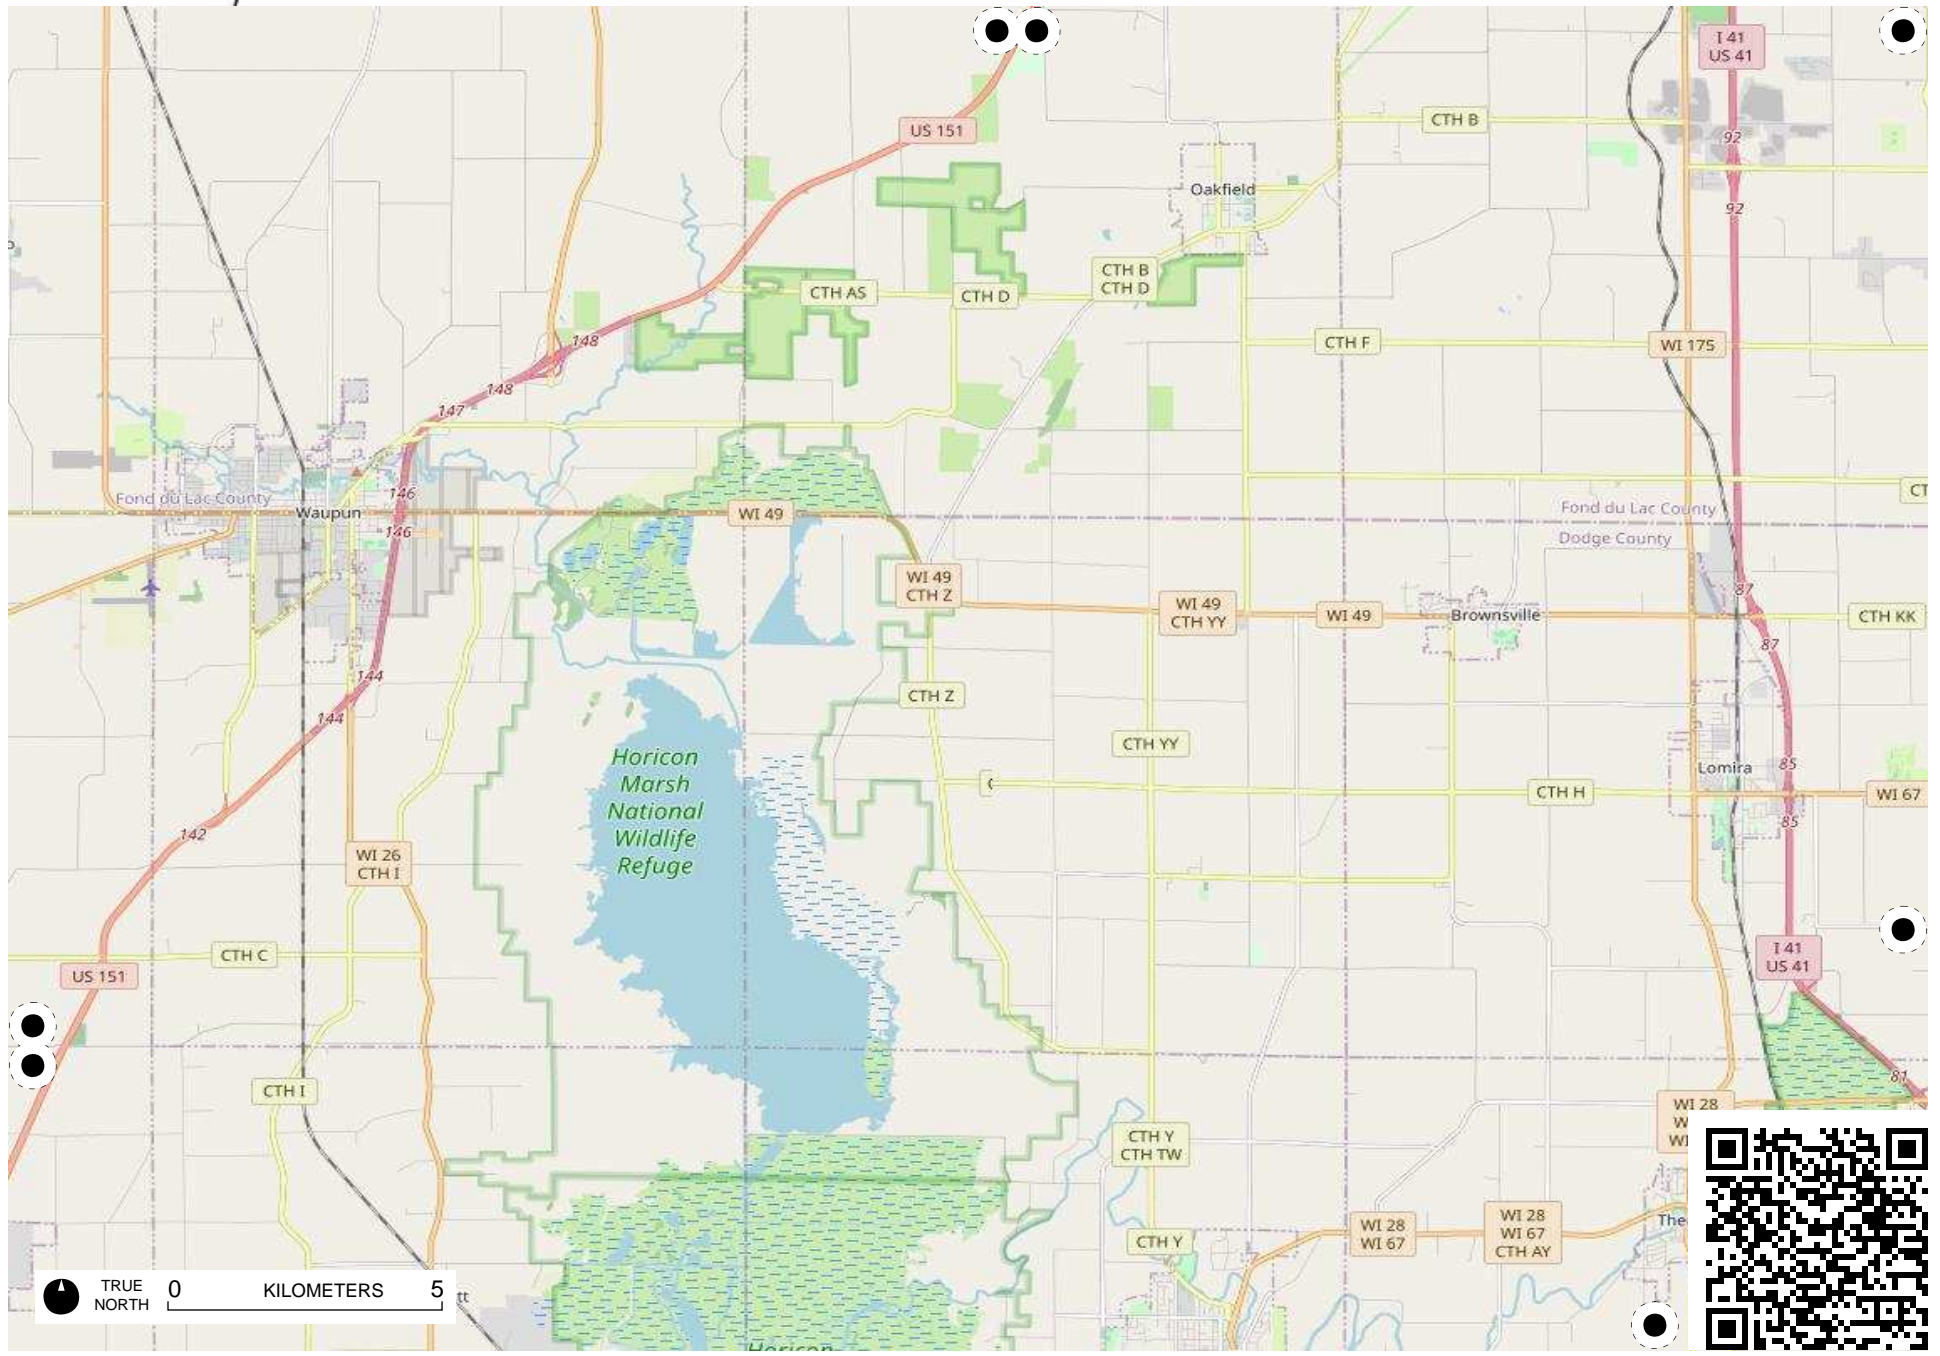 I 41
US 41
US 151
CTH B
92
Oakfield
92
CTH B
CTH D
CTH AS
CTH D
148
CTH F
WI 175
148
147
Fond du Lac County
146
Waupun
WI 49
146
CT
Fond du Lac County
Dodge County
WI 49
CTH Z
WI 49
CTH YY
WI 49
Brownsville
87
CTH KK
87
144
CTH Z
144
CTH YY
Horicon
Marsh
National
Wildlife
Refuge
Lomira
85
CTH H
WI 67
85
142
WI 26
CTH I
CTH C
I 41
US 41
US 151
CTH I
81
WI 28
CTH Y
CTH TW
WI 28
WI 67
WI 28
WI 67
CTH AY
The
CTH Y
TRUE
NORTH
0
KILOMETERS
5
tt
Horicon